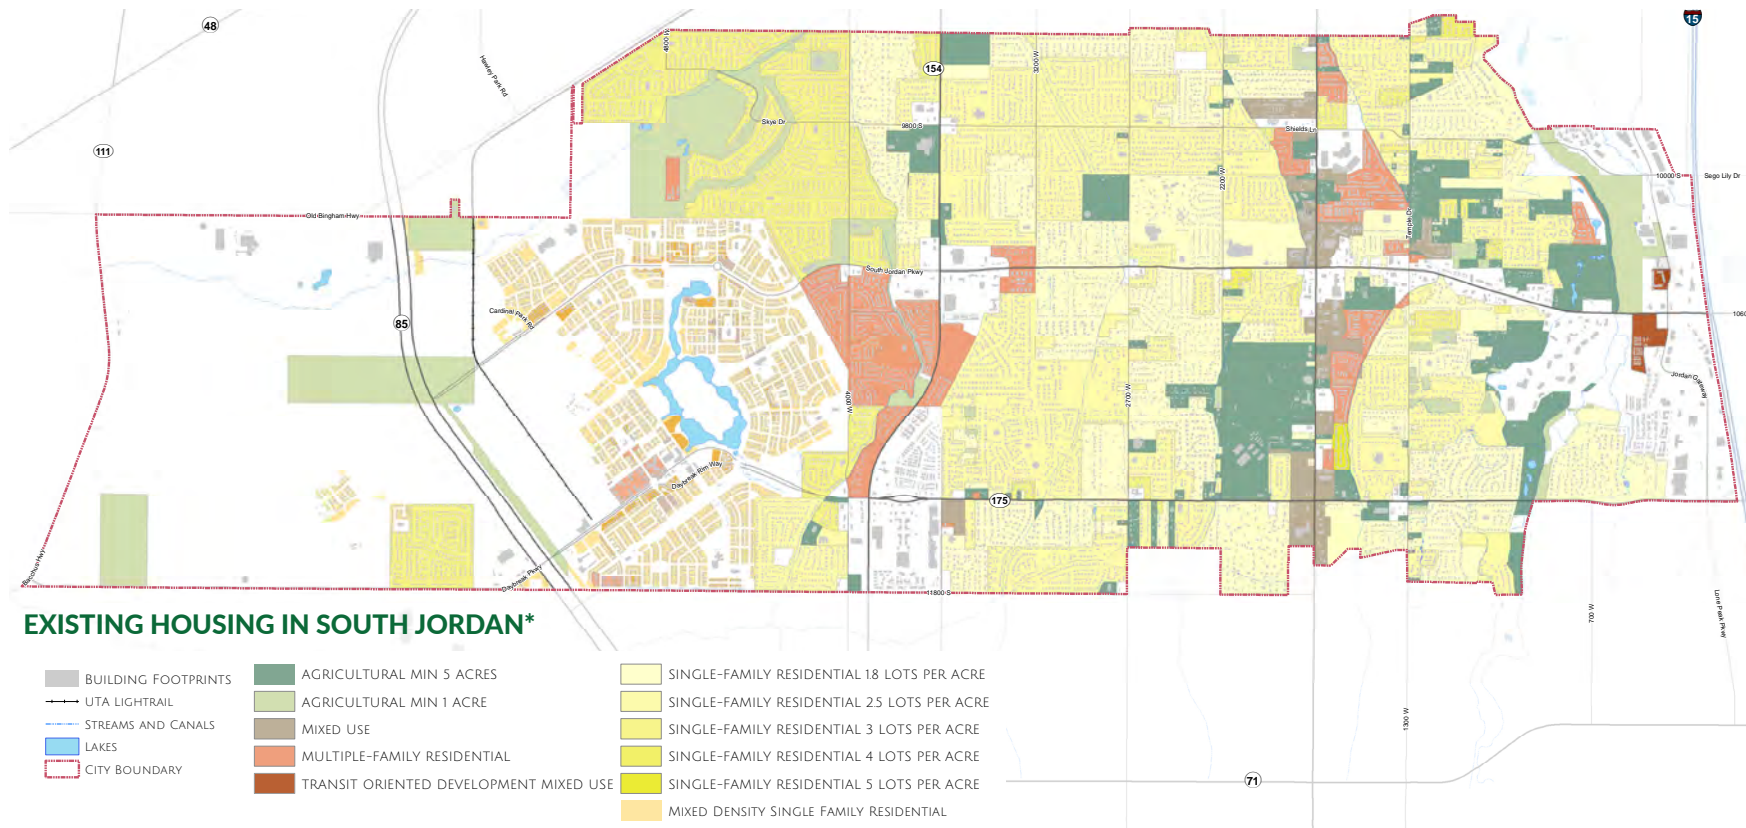 48
15
Hawley Park Rd
4800 W
154
3200 W
Skye Dr
9800 S
Shields Ln
111
2200 W
10000 S
Sego Lily Dr
Old Bingham Hwy
Temple Dr
South Jordan Pkwy
Cardinal Park Rd
85
1060
Jordan Gateway
4000 W
2700 W
Daybreak Rim Way
175
Bacchus Hwy
Daybreak Pkwy
11800 S
700 W
Lone Peak Pkwy
1300 W
71
EXISTING HOUSING IN SOUTH JORDAN*
BUILDING FOOTPRINTS
UTA LIGHTRAIL
STREAMS AND CANALS
LAKES
CITY BOUNDARY
AGRICULTURAL MIN 5 ACRES
AGRICULTURAL MIN 1 ACRE
MIXED USE
MULTIPLE-FAMILY RESIDENTIAL
TRANSIT ORIENTED DEVELOPMENT MIXED USE
SINGLE-FAMILY RESIDENTIAL 1.8 LOTS PER ACRE
SINGLE-FAMILY RESIDENTIAL 2.5 LOTS PER ACRE
SINGLE-FAMILY RESIDENTIAL 3 LOTS PER ACRE
SINGLE-FAMILY RESIDENTIAL 4 LOTS PER ACRE
SINGLE-FAMILY RESIDENTIAL 5 LOTS PER ACRE
MIXED DENSITY SINGLE FAMILY RESIDENTIAL